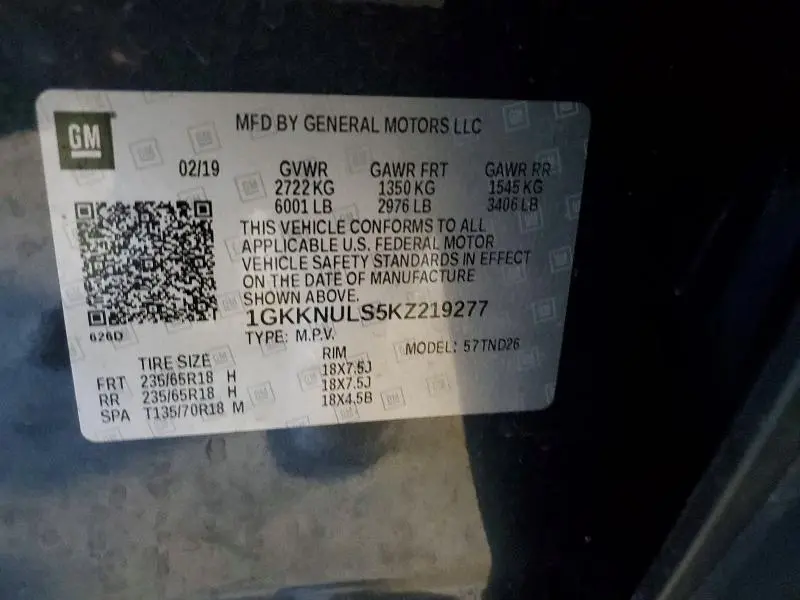 GM
MFD BY GENERAL MOTORS LLC
02/19 GVWR GAWR FRT GAWR RR
2722 KG 1350 KG 1545 KG
6001 LB 2976 LB 3406 LB
THIS VEHICLE CONFORMS TO ALL
APPLICABLE U.S. FEDERAL MOTOR
VEHICLE SAFETY STANDARDS IN EFFECT
ON THE DATE OF MANUFACTURE
SHOWN ABOVE.
626D
1GKKNULS5KZ219277
TYPE: M.P.V. MODEL: 57TND26
TIRE SIZE RIM
FRT 235/65R18 H 18X7.5J
RR 235/65R18 H 18X7.5J
SPA T135/70R18 M 18X4.5B